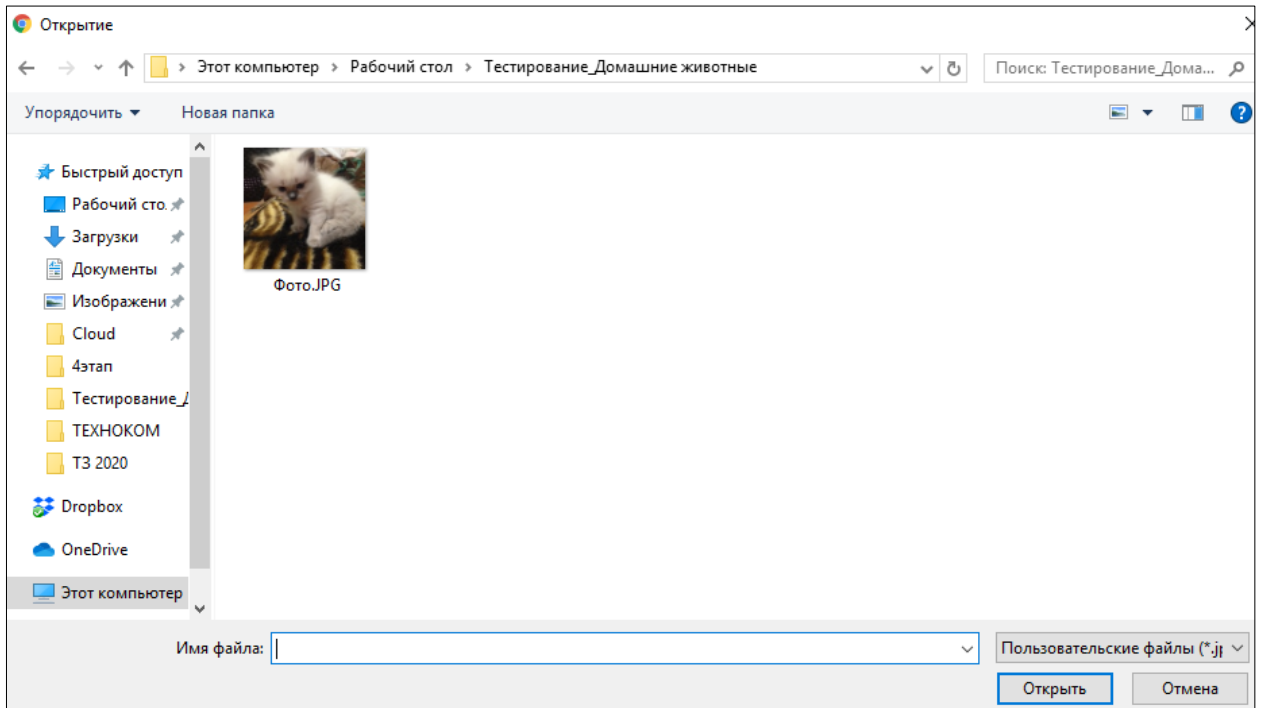 Открытие
Этот компьютер › Рабочий стол › Тестирование_Домашние животные
Поиск: Тестирование_Дома...
Упорядочить
Новая папка
Быстрый доступ
Рабочий сто.
Загрузки
Документы
Изображени
Cloud
4этап
Тестирование_Д
ТЕХНОКОМ
ТЗ 2020
Dropbox
OneDrive
Этот компьютер
Фото.JPG
Имя файла:
Пользовательские файлы (*.jp
Открыть
Отмена